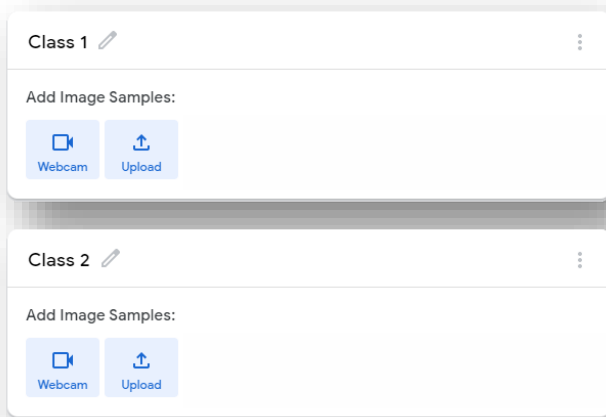 Class 1
Add Image Samples:
Webcam Upload
Class 2
Add Image Samples:
Webcam Upload